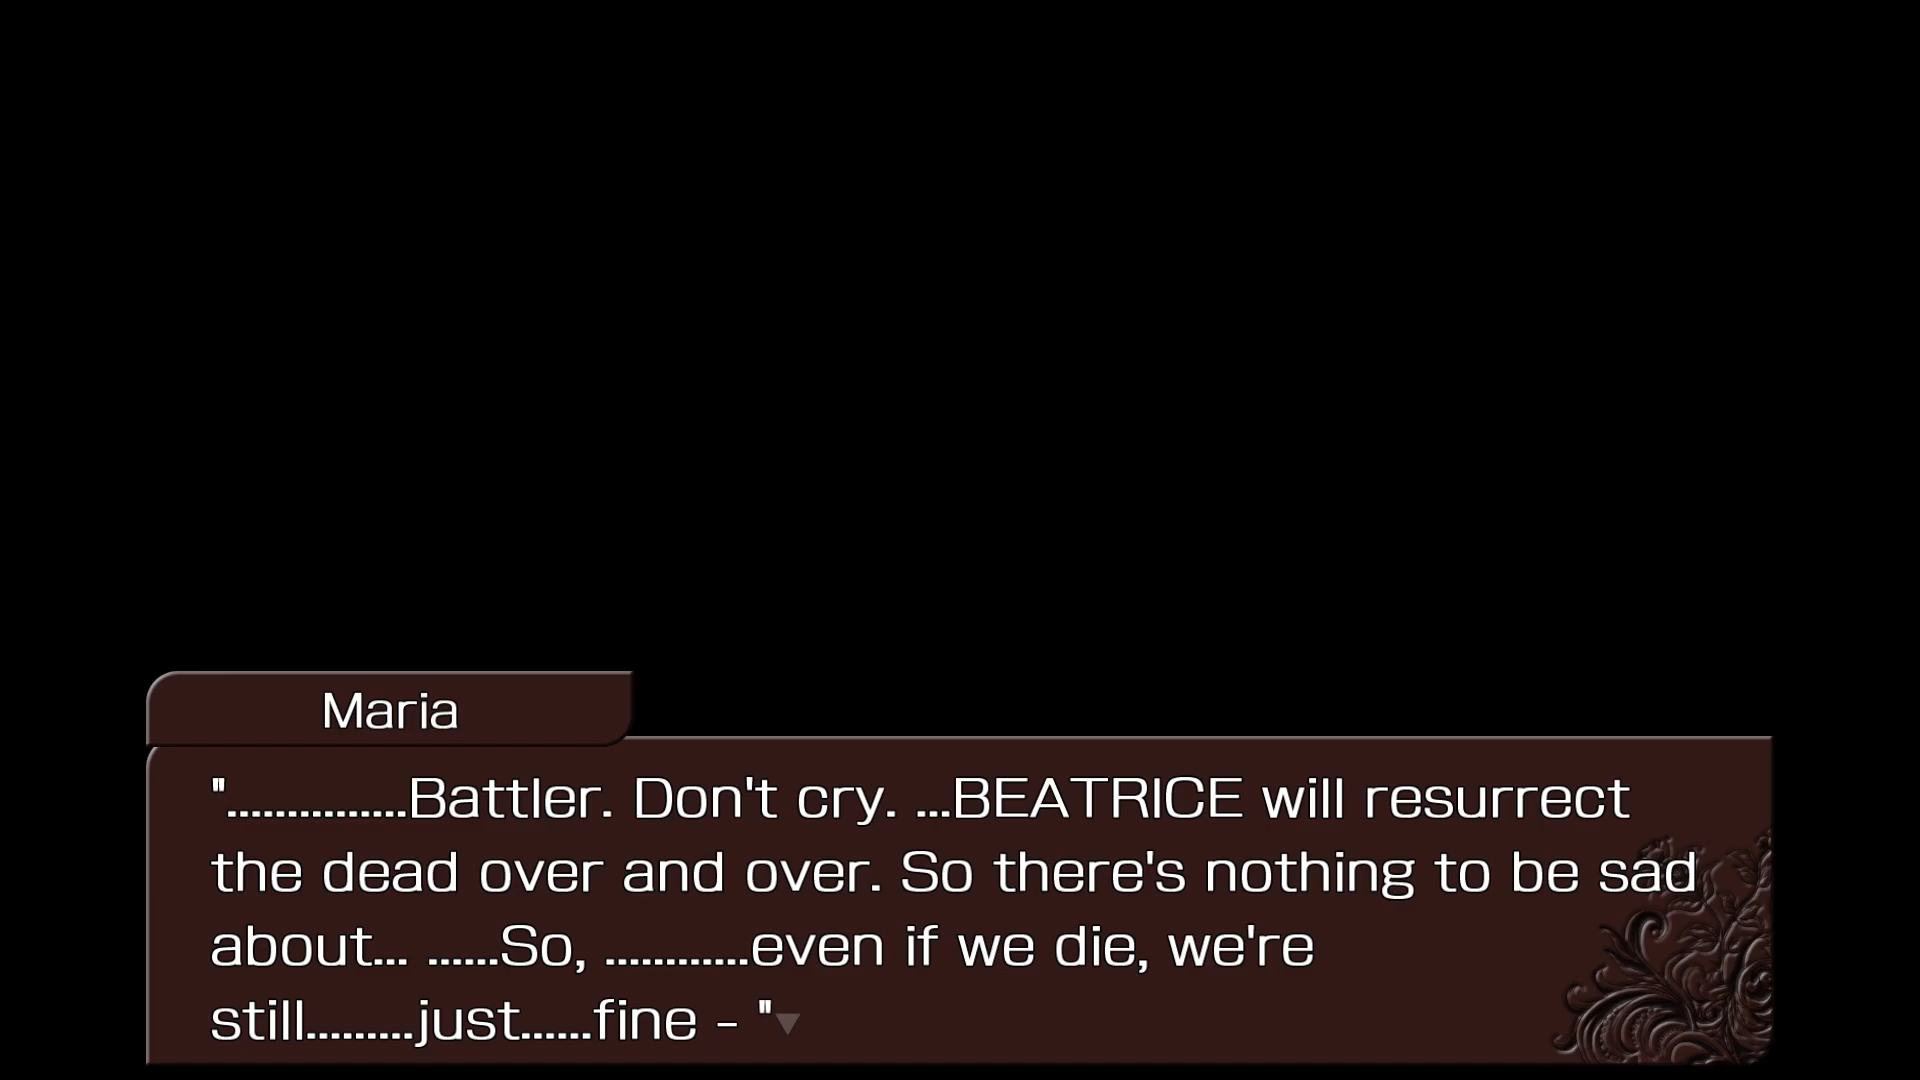 Maria
"...............Battler. Don't cry. ...BEATRICE will resurrect
the dead over and over. So there's nothing to be sad
about... ......So, ............even if we die, we're
still.........just......fine - "